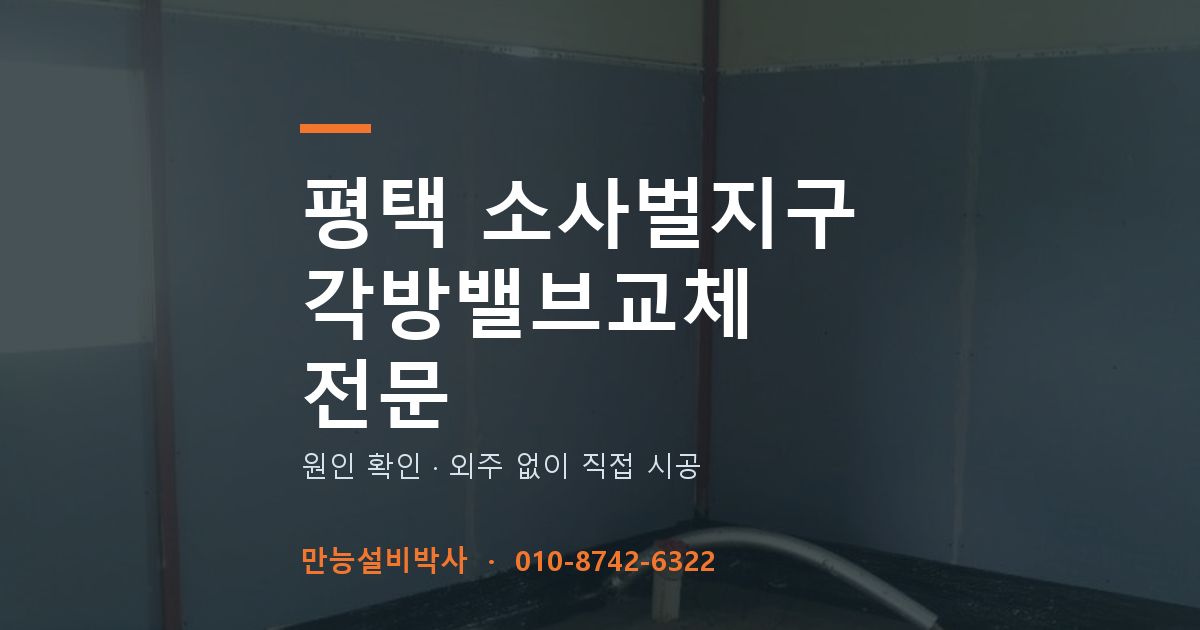 평택 소사벌지구
각방밸브교체
전문
원인 확인 · 외주 없이 직접 시공
만능설비박사 · 010-8742-6322